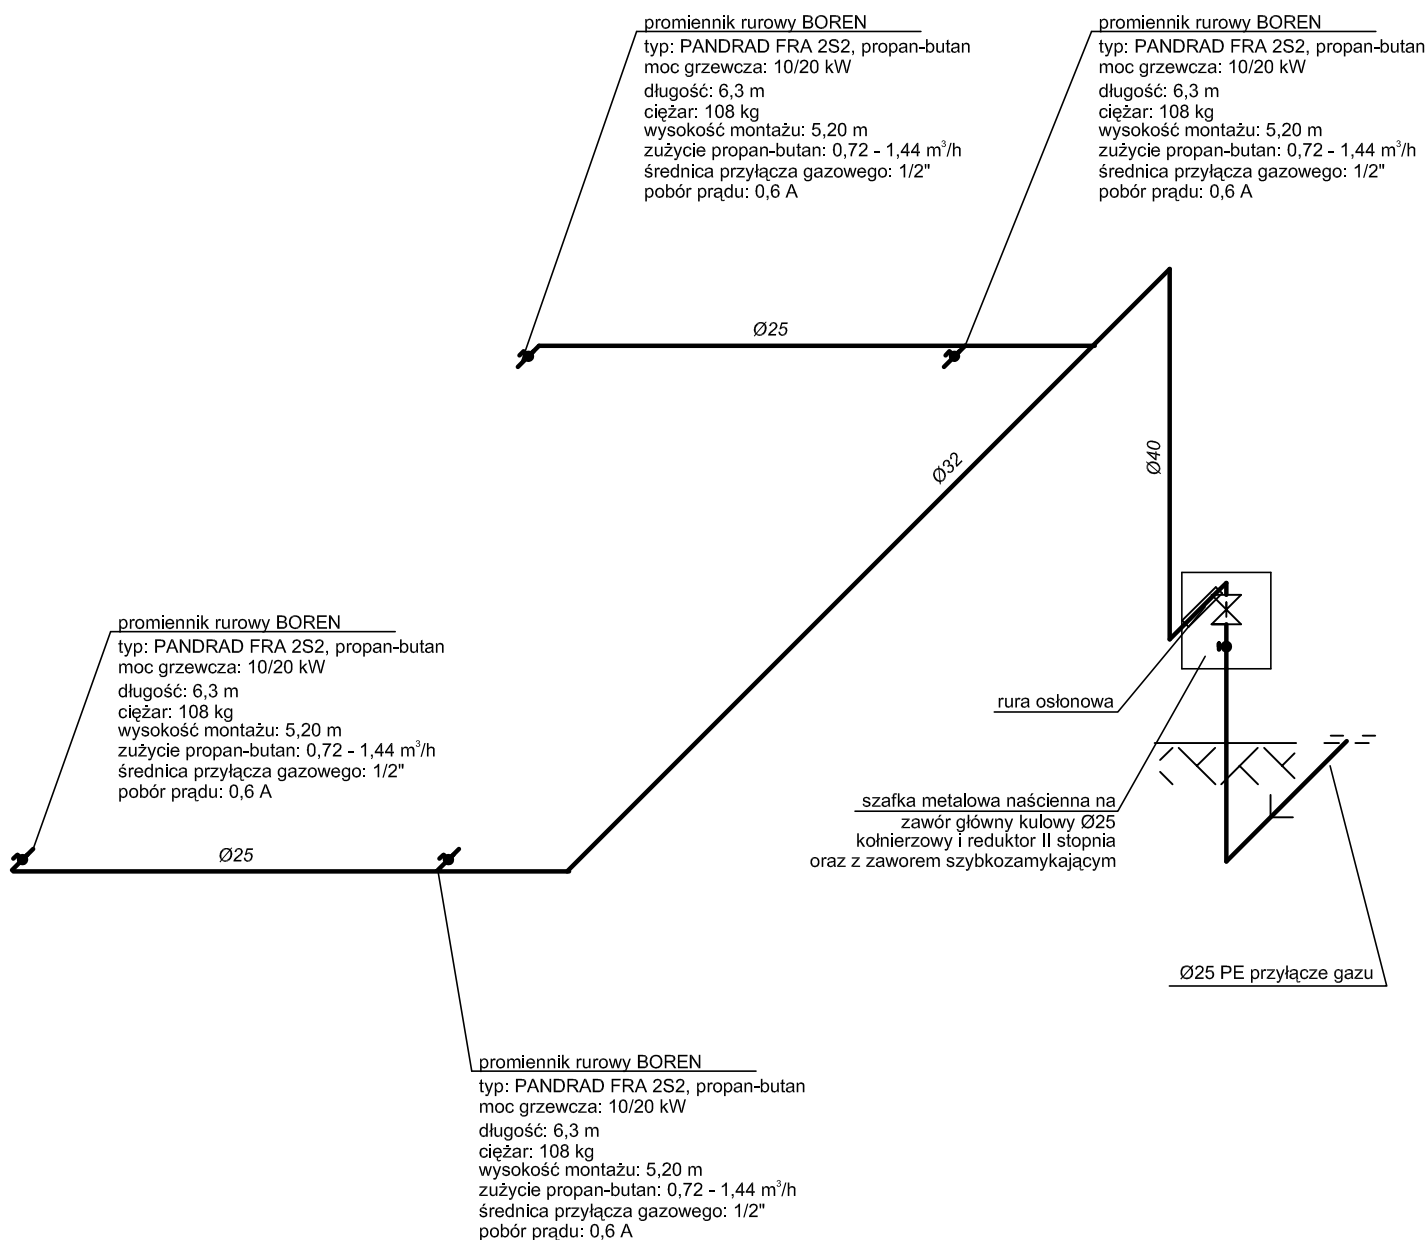 promiennik rurowy BOREN
typ: PANDRAD FRA 2S2, propan-butan
moc grzewcza: 10/20 kW
długość: 6,3 m
ciężar: 108 kg
wysokość montażu: 5,20 m
zużycie propan-butan: 0,72 - 1,44 m³/h
średnica przyłącza gazowego: 1/2"
pobór prądu: 0,6 A
promiennik rurowy BOREN
typ: PANDRAD FRA 2S2, propan-butan
moc grzewcza: 10/20 kW
długość: 6,3 m
ciężar: 108 kg
wysokość montażu: 5,20 m
zużycie propan-butan: 0,72 - 1,44 m³/h
średnica przyłącza gazowego: 1/2"
pobór prądu: 0,6 A
Ø25
Ø32
Ø40
promiennik rurowy BOREN
typ: PANDRAD FRA 2S2, propan-butan
moc grzewcza: 10/20 kW
długość: 6,3 m
ciężar: 108 kg
wysokość montażu: 5,20 m
zużycie propan-butan: 0,72 - 1,44 m³/h
średnica przyłącza gazowego: 1/2"
pobór prądu: 0,6 A
rura osłonowa
szafka metalowa naścienna na
zawór główny kulowy Ø25
kołnierzowy i reduktor II stopnia
oraz z zaworem szybkozamykającym
Ø25
Ø25 PE przyłącze gazu
promiennik rurowy BOREN
typ: PANDRAD FRA 2S2, propan-butan
moc grzewcza: 10/20 kW
długość: 6,3 m
ciężar: 108 kg
wysokość montażu: 5,20 m
zużycie propan-butan: 0,72 - 1,44 m³/h
średnica przyłącza gazowego: 1/2"
pobór prądu: 0,6 A